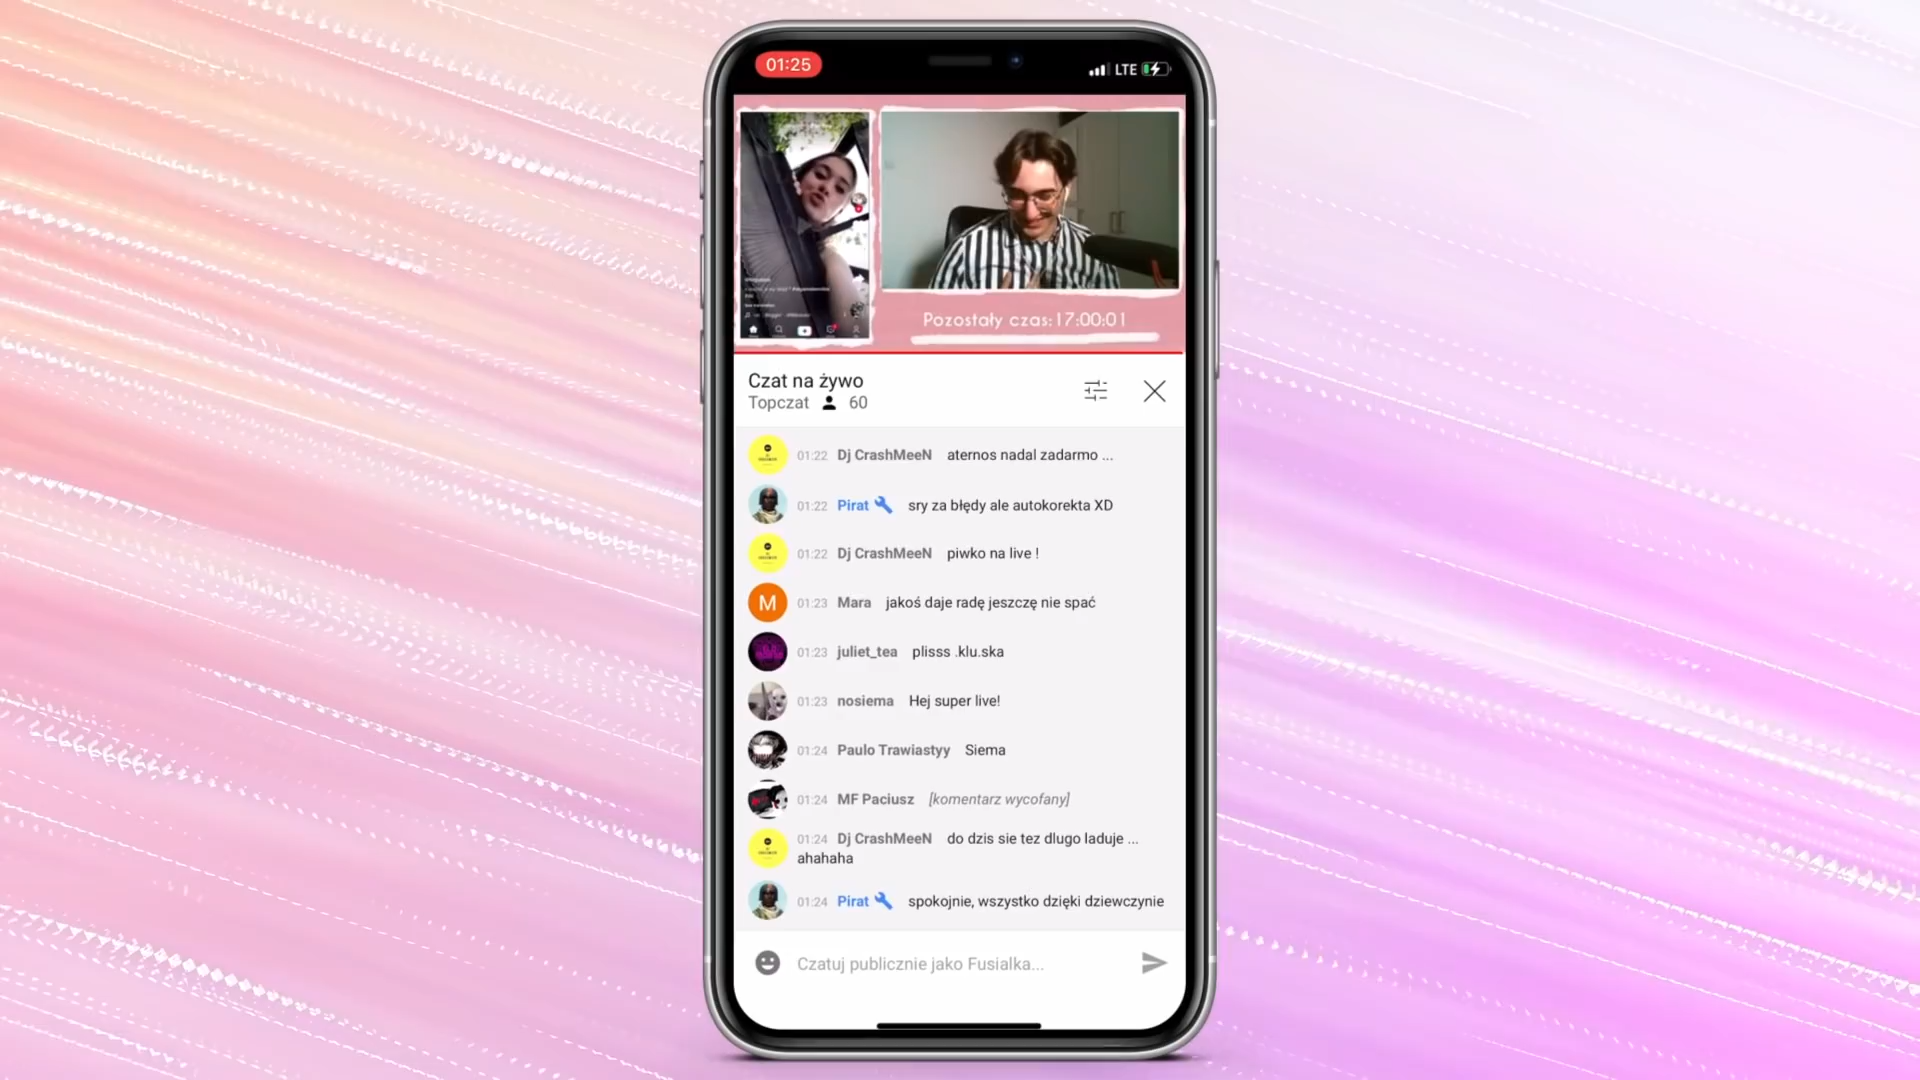 01:25
LTE
Pozostały czas:17:00:01
Czat na żywo
Topczat 60
01:22 Dj CrashMeeN aternos nadal zadarmo ...
01:22 Pirat sry za błędy ale autokorekta XD
01:22 Dj CrashMeeN piwko na live !
M 01:23 Mara jakoś daje radę jeszczę nie spać
01:23 juliet_tea plisss .klu.ska
01:23 nosiema Hej super live!
01:24 Paulo Trawiastyy Siema
01:24 MF Paciusz [komentarz wycofany]
01:24 Dj CrashMeeN do dzis sie tez dlugo laduje ...
ahahaha
01:24 Pirat spokojnie, wszystko dzięki dziewczynie
Czatuj publicznie jako Fusialka...